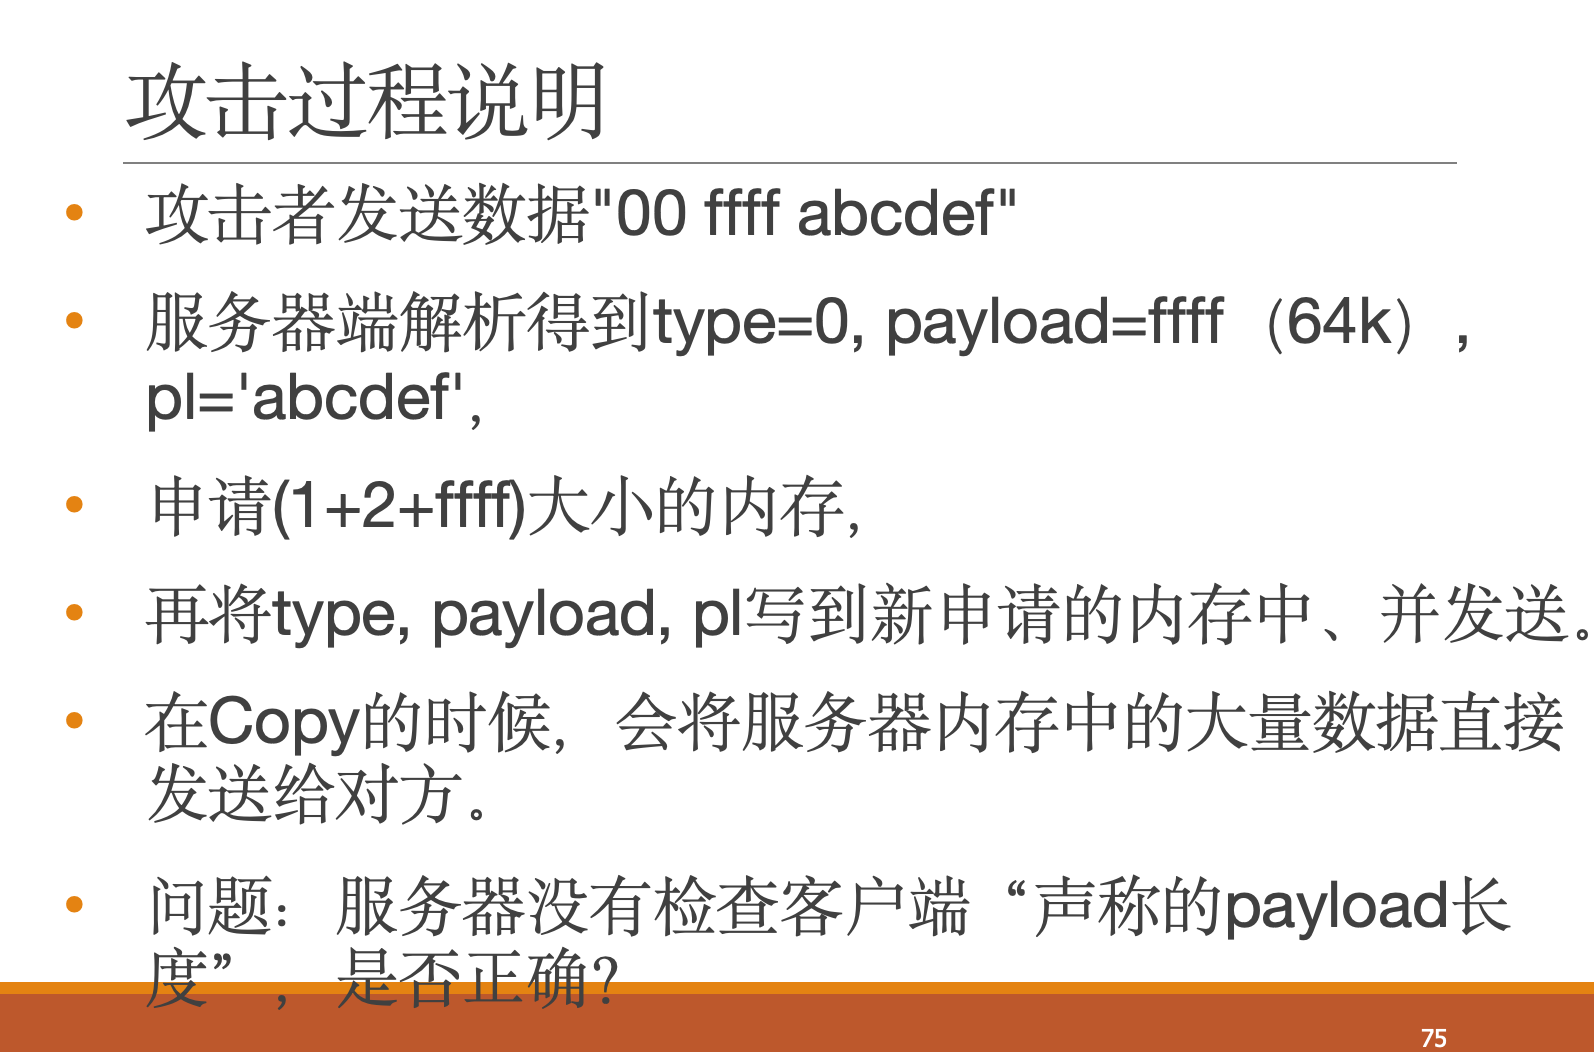 攻击过程说明
• 攻击者发送数据"00 ffff abcdef"
• 服务器端解析得到type=0, payload=ffff（64k）,
pl='abcdef',
• 申请(1+2+ffff)大小的内存,
• 再将type, payload, pl写到新申请的内存中、并发送。
• 在Copy的时候，会将服务器内存中的大量数据直接
发送给对方。
• 问题：服务器没有检查客户端“声称的payload长
度”，是否正确?
75